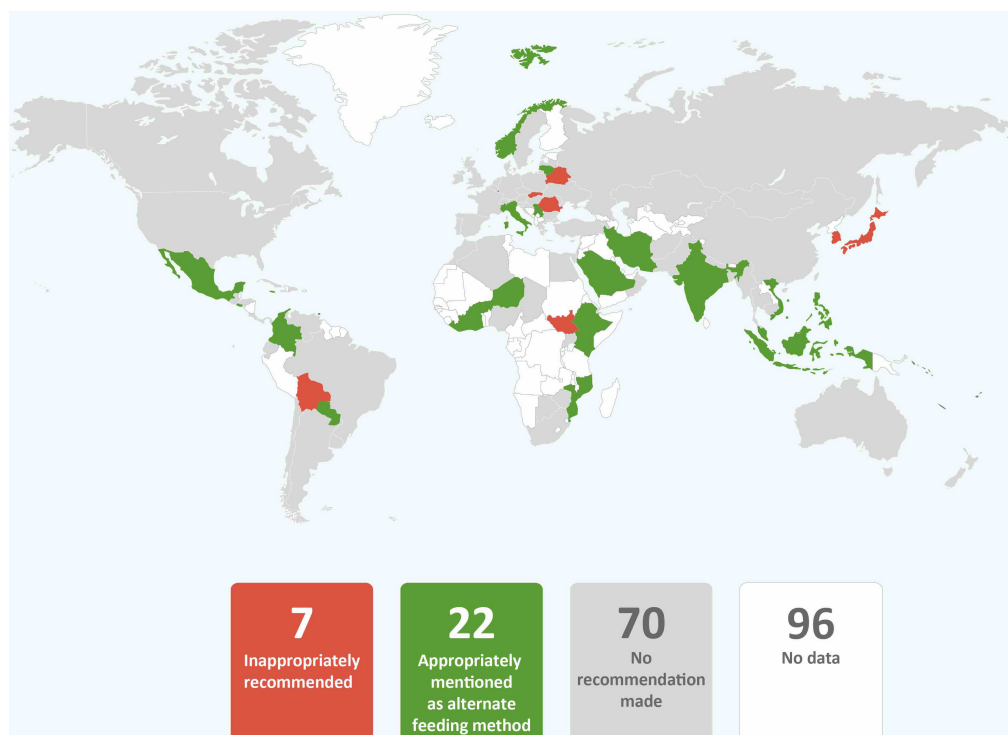 7
Inappropriately
recommended
22
Appropriately
mentioned
as alternate
feeding method
70
No
recommendation
made
96
No data